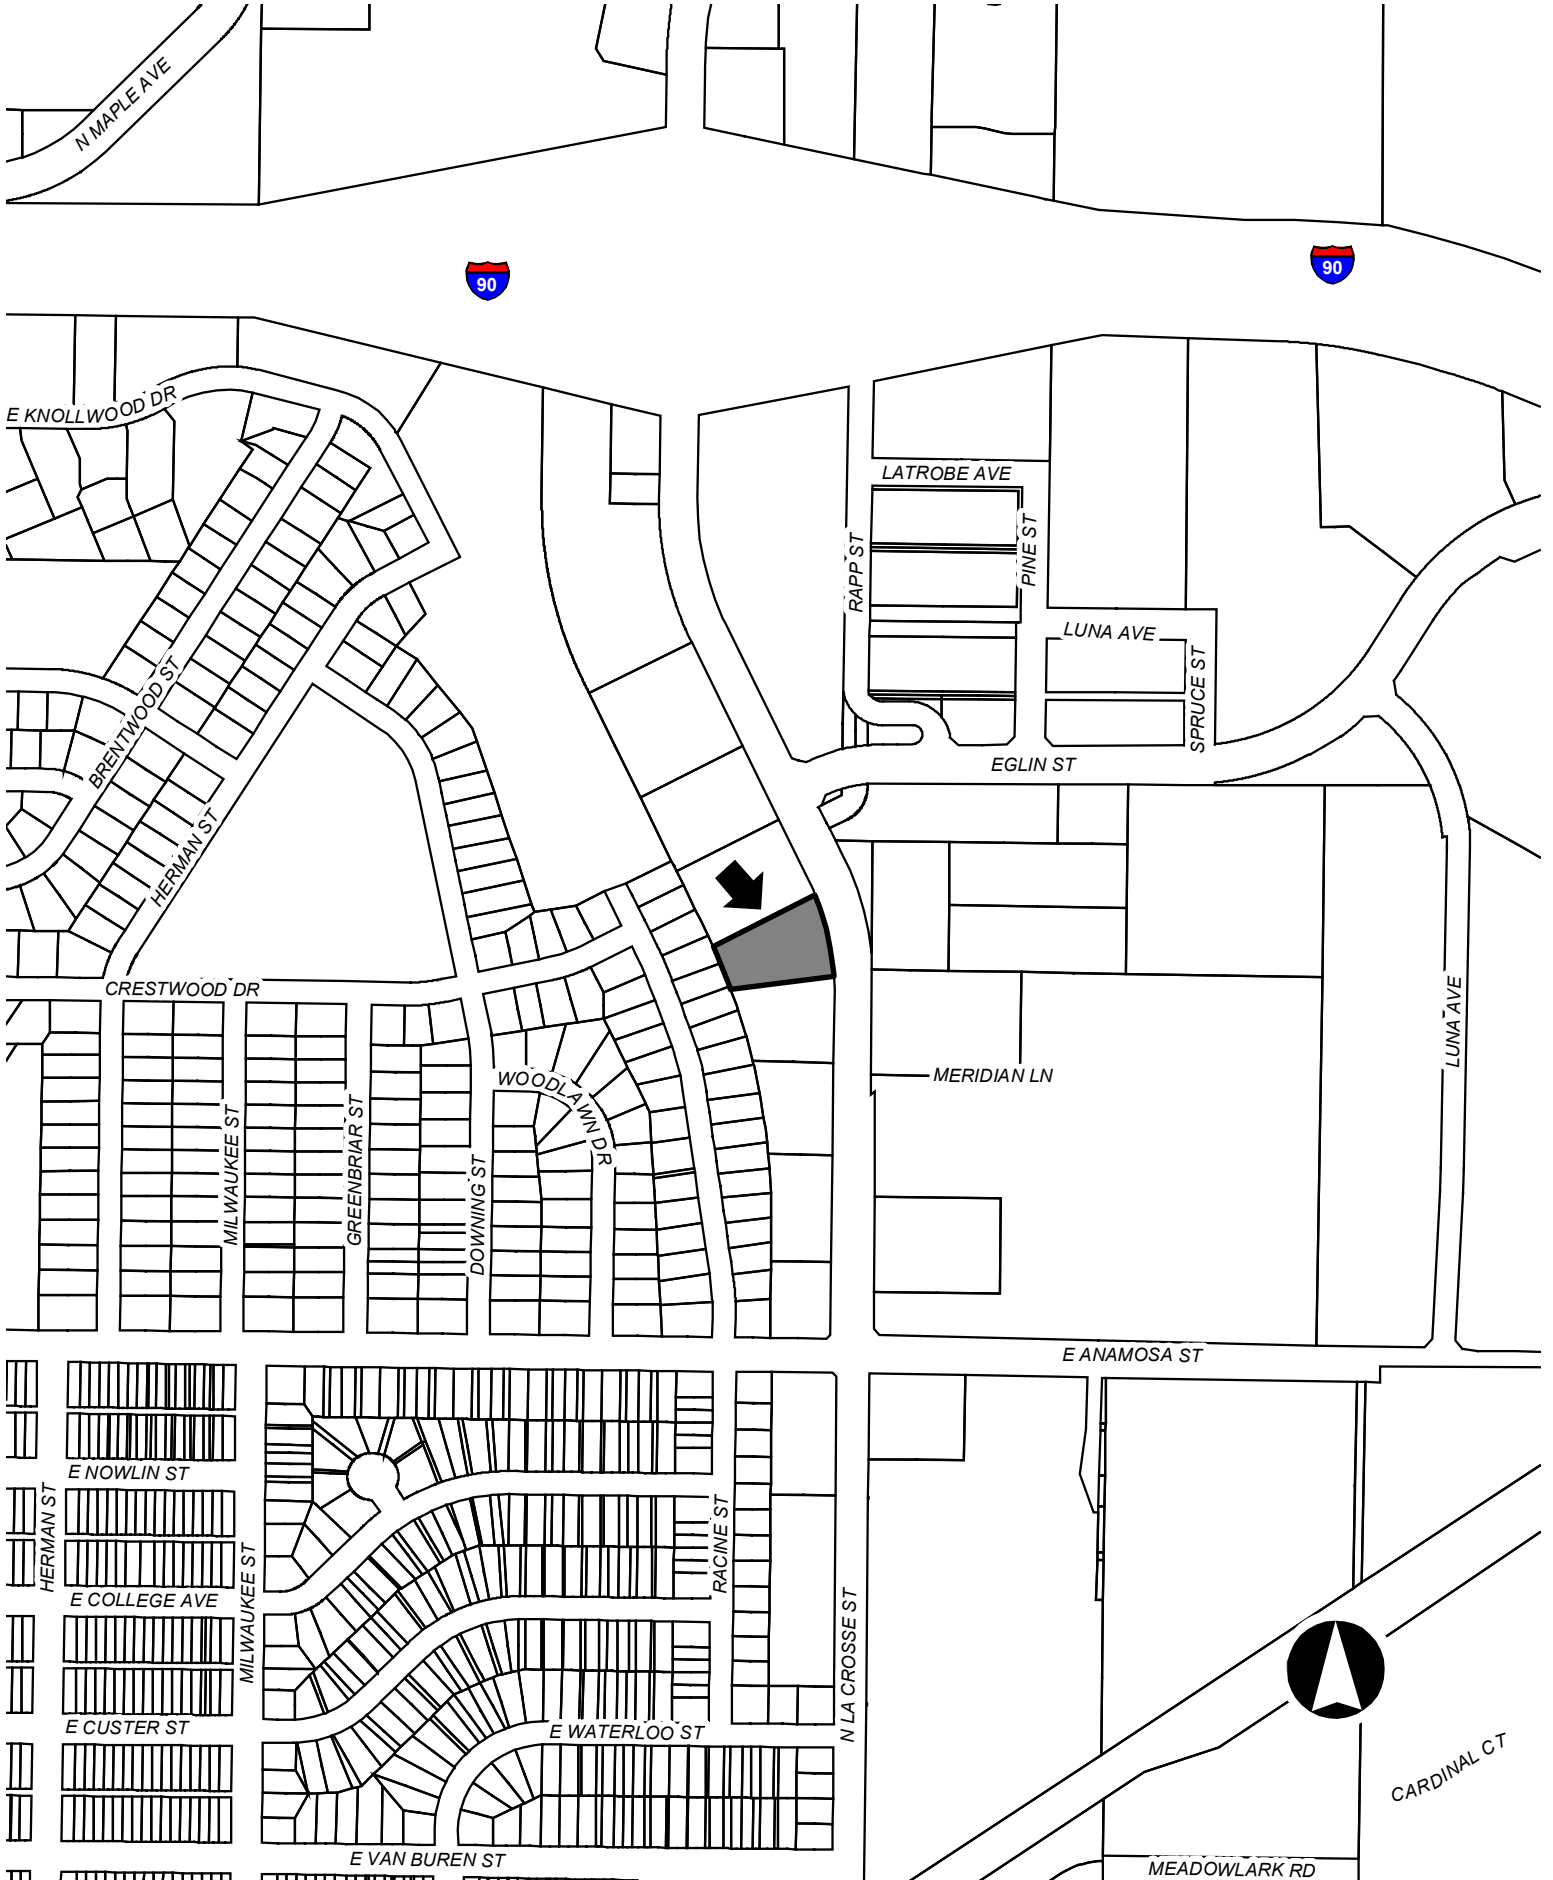 N MAPLE AVE
90
90
E KNOLLWOOD DR
LATROBE AVE
RAPP ST
PINE ST
LUNA AVE
SPRUCE ST
BRENTWOOD ST
EGLIN ST
HERMAN ST
CRESTWOOD DR
LUNA AVE
WOODLAWN DR
MERIDIAN LN
MILWAUKEE ST
GREENBRIAR ST
DOWNING ST
E ANAMOSA ST
E NOWLIN ST
HERMAN ST
RACINE ST
MILWAUKEE ST
E COLLEGE AVE
N LA CROSSE ST
E CUSTER ST
E WATERLOO ST
CARDINAL CT
E VAN BUREN ST
MEADOWLARK RD